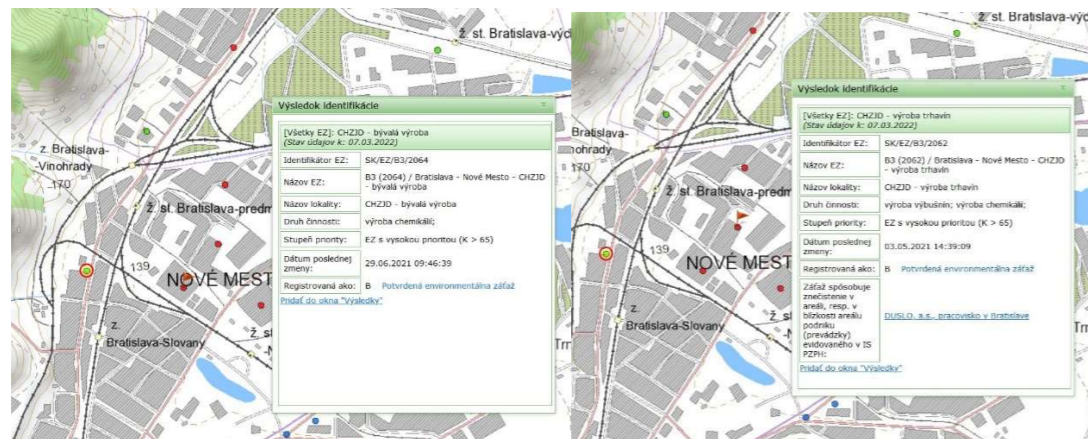 ž. st. Bratislava-výc
Výsledok identifikácie
[Všetky EZ]: CHZJD - bývalá výroba
(Stav údajov k: 07.03.2022)
Identifikátor EZ: SK/EZ/B3/2064
Názov EZ: B3 (2064) / Bratislava - Nové Mesto - CHZJD
- bývalá výroba
Názov lokality: CHZJD - bývalá výroba
Druh činnosti: výroba chemikálií;
Stupeň priority: EZ s vysokou prioritou (K > 65)
Dátum poslednej
zmeny: 29.06.2021 09:46:39
Registrovaná ako: B Potvrdená environmentálna záťaž
Pridať do okna "Výsledky"
z. Bratislava-
-Vinohrady
170
ž. st. Bratislava-predm
139
NOVÉ MEST
z.
Bratislava-Slovany
ž. st. Bratislava-výc
Výsledok identifikácie
[Všetky EZ]: CHZJD - výroba trhavín
(Stav údajov k: 07.03.2022)
Identifikátor EZ: SK/EZ/B3/2062
Názov EZ: B3 (2062) / Bratislava - Nové Mesto - CHZJD
- výroba trhavín
Názov lokality: CHZJD - výroba trhavín
Druh činnosti: výroba výbušnín; výroba chemikálií;
Stupeň priority: EZ s vysokou prioritou (K > 65)
Dátum poslednej
zmeny: 03.05.2021 14:39:09
Registrovaná ako: B Potvrdená environmentálna záťaž
Záťaž spôsobuje
znečistenie v
areáli, resp. v
blízkosti areálu
podniku
(prevádzky)
evidovaného v IS
PZPH:
DUSLO, a.s., pracovisko v Bratislave
Pridať do okna "Výsledky"
Bratislava-
nohrady
170
ž. st. Bratislava-predm
139
NOVÉ MEST
z.
Bratislava-Slovany